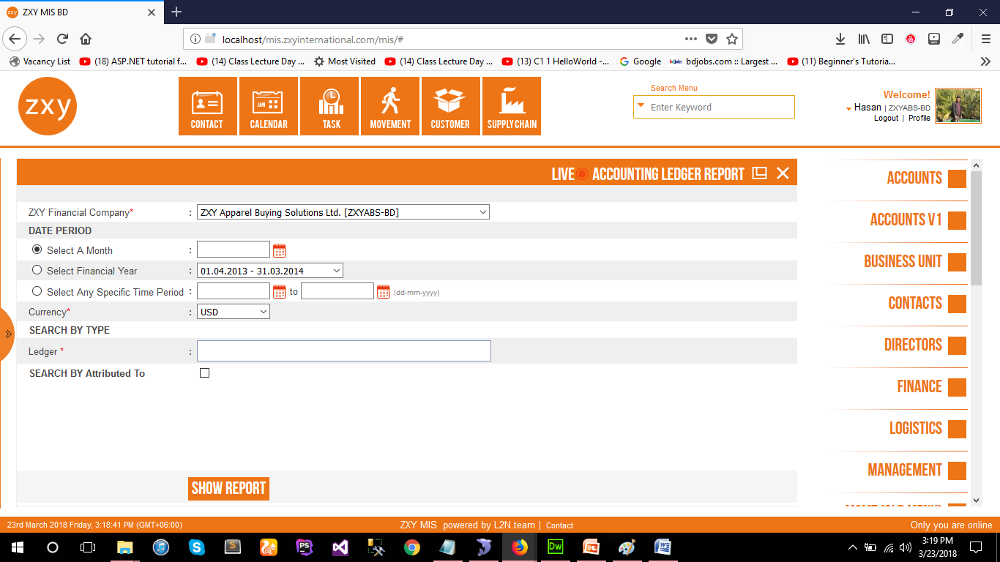 zxy ZXY MIS BD
localhost/mis.zxyinternational.com/mis/#
Vacancy List (18) ASP.NET tutorial f... (14) Class Lecture Day ... Most Visited (14) Class Lecture Day ... (13) C1 1 HelloWorld -... Google bdjobs bdjobs.com :: Largest ... (11) Beginner's Tutoria...
zxy
CONTACT
JAN
CALENDAR
TASK
MOVEMENT
CUSTOMER
SUPPLY CHAIN
Search Menu
Enter Keyword
Welcome!
Hasan | ZXYABS-BD
Logout | Profile
LIVE ACCOUNTING LEDGER REPORT
ZXY Financial Company* : ZXY Apparel Buying Solutions Ltd. [ZXYABS-BD]
DATE PERIOD
Select A Month :
Select Financial Year : 01.04.2013 - 31.03.2014
Select Any Specific Time Period : to (dd-mm-yyyy)
Currency* : USD
SEARCH BY TYPE
Ledger * :
SEARCH BY Attributed To
SHOW REPORT
ACCOUNTS
ACCOUNTS V1
BUSINESS UNIT
CONTACTS
DIRECTORS
FINANCE
LOGISTICS
MANAGEMENT
23rd March 2018 Friday, 3:18:41 PM (GMT+06:00) ZXY MIS powered by L2N.team | Contact Only you are online
PS
Dw
3:19 PM
3/23/2018